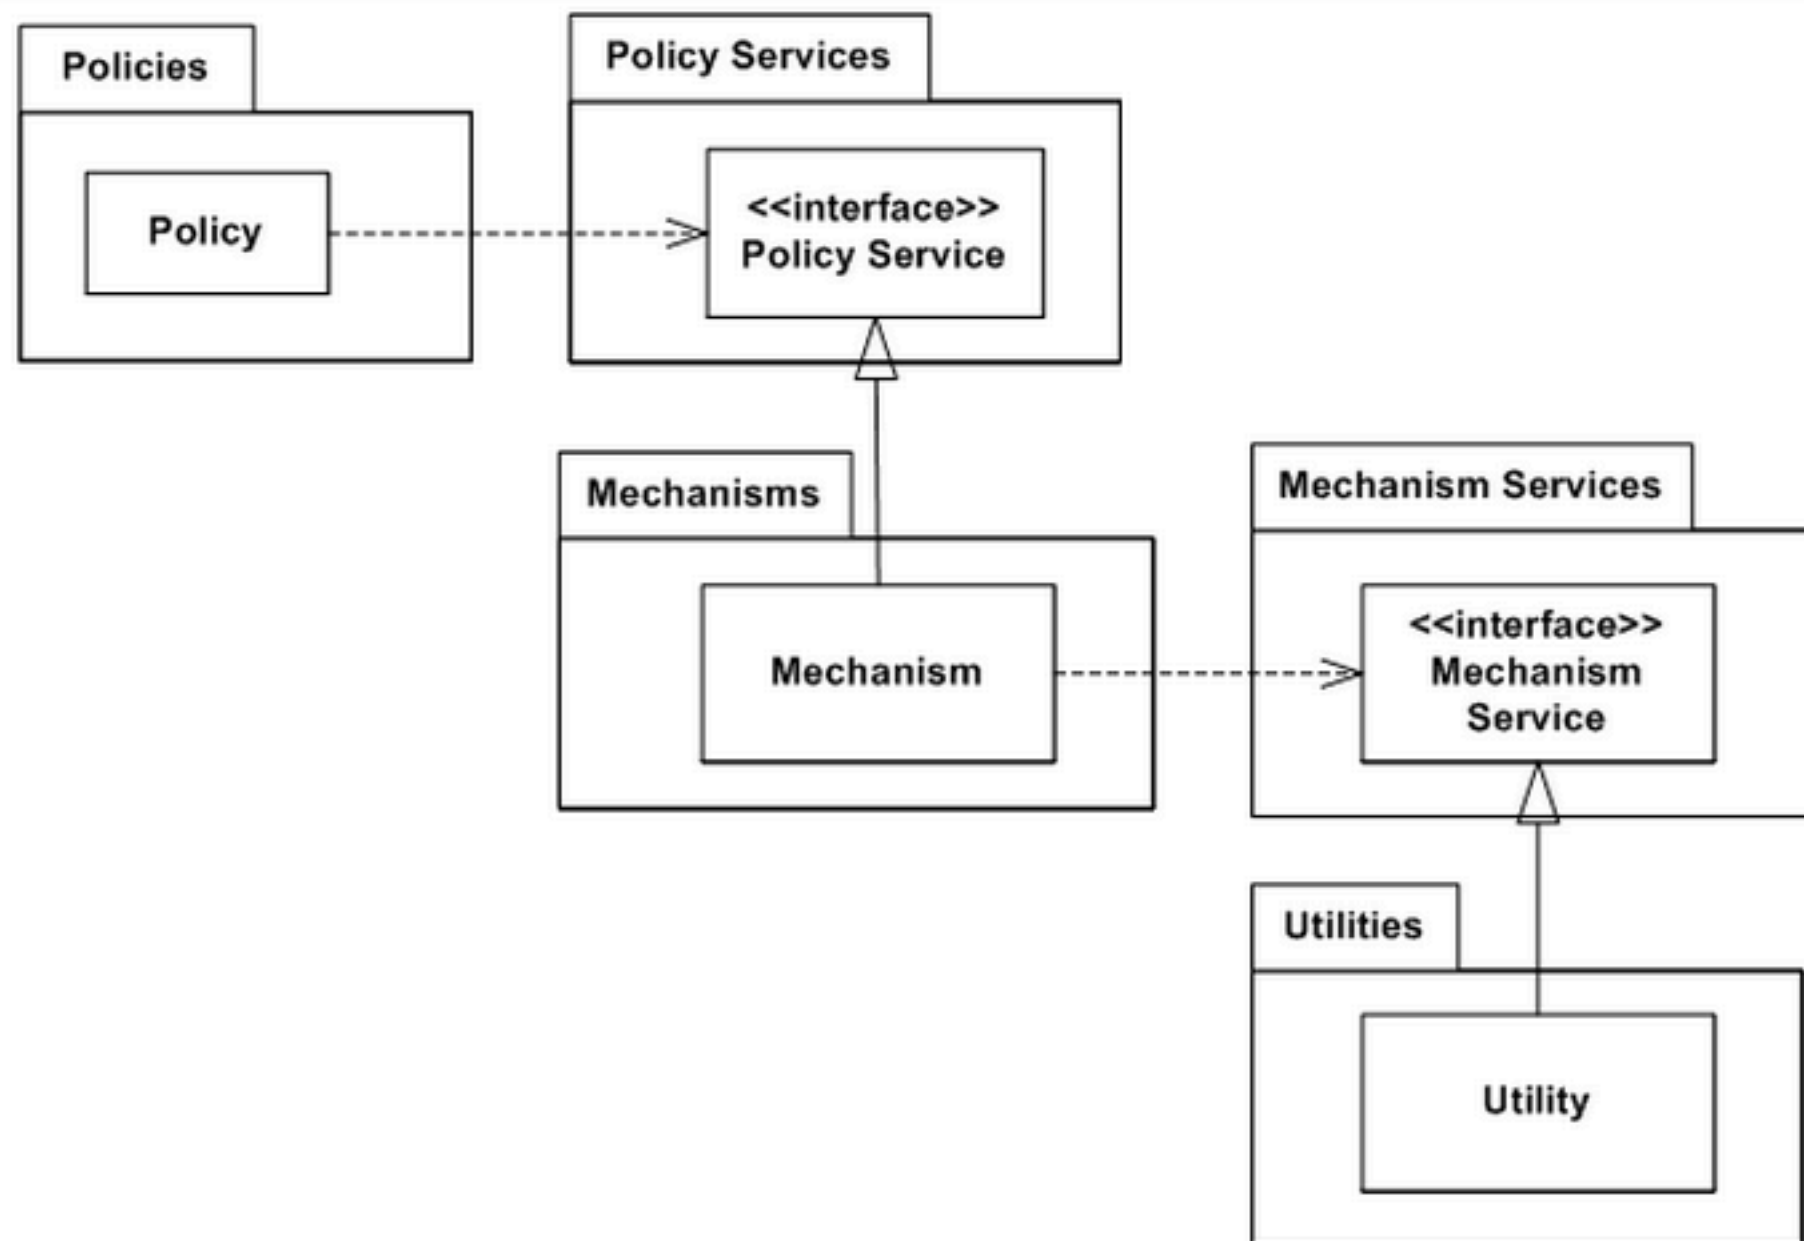 Policies
Policy
Policy Services
<<interface>>
Policy Service
Mechanisms
Mechanism
Mechanism Services
<<interface>>
Mechanism
Service
Utilities
Utility